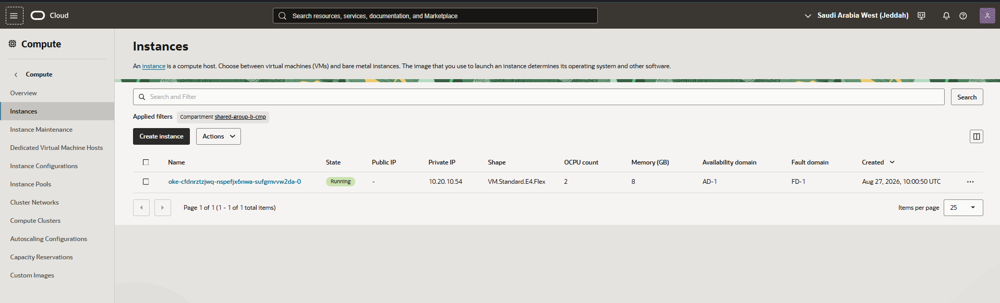 Cloud
Search resources, services, documentation, and Marketplace
Saudi Arabia West (Jeddah)
Compute
Compute
Overview
Instances
Instance Maintenance
Dedicated Virtual Machine Hosts
Instance Configurations
Instance Pools
Cluster Networks
Compute Clusters
Autoscaling Configurations
Capacity Reservations
Custom Images
Instances
An instance is a compute host. Choose between virtual machines (VMs) and bare metal instances. The image that you use to launch an instance determines its operating system and other software.
Search and Filter
Search
Applied filters Compartment shared-group-b-cmp
Create instance Actions
Name State Public IP Private IP Shape OCPU count Memory (GB) Availability domain Fault domain Created
oke-cfdnrztzjwq-nspefjx6nwa-sufgmvvw2da-0 Running - 10.20.10.54 VM.Standard.E4.Flex 2 8 AD-1 FD-1 Aug 27, 2026, 10:00:50 UTC
Page 1 of 1 (1 - 1 of 1 total items) Items per page 25